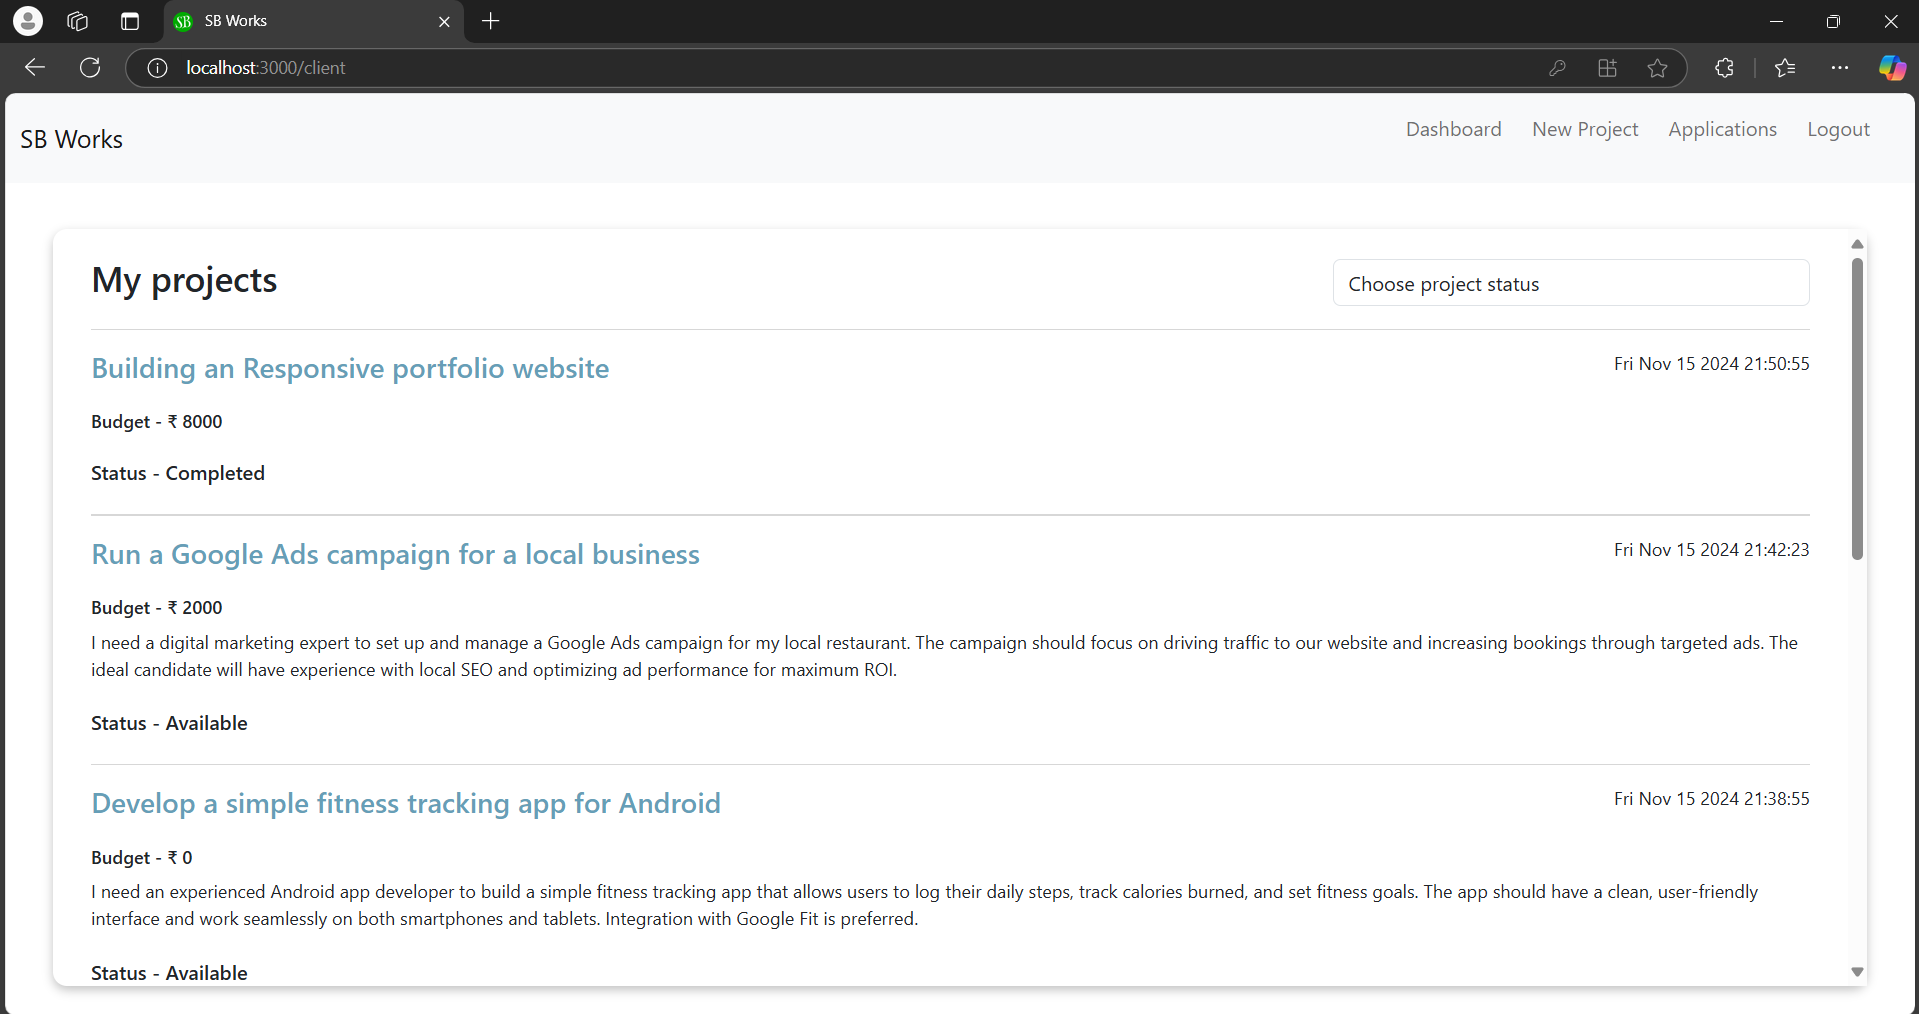 SB SB Works
localhost:3000/client
SB Works
Dashboard New Project Applications Logout
My projects
Choose project status
Building an Responsive portfolio website
Fri Nov 15 2024 21:50:55
Budget - ₹ 8000
Status - Completed
Run a Google Ads campaign for a local business
Fri Nov 15 2024 21:42:23
Budget - ₹ 2000
I need a digital marketing expert to set up and manage a Google Ads campaign for my local restaurant. The campaign should focus on driving traffic to our website and increasing bookings through targeted ads. The
ideal candidate will have experience with local SEO and optimizing ad performance for maximum ROI.
Status - Available
Develop a simple fitness tracking app for Android
Fri Nov 15 2024 21:38:55
Budget - ₹ 0
I need an experienced Android app developer to build a simple fitness tracking app that allows users to log their daily steps, track calories burned, and set fitness goals. The app should have a clean, user-friendly
interface and work seamlessly on both smartphones and tablets. Integration with Google Fit is preferred.
Status - Available